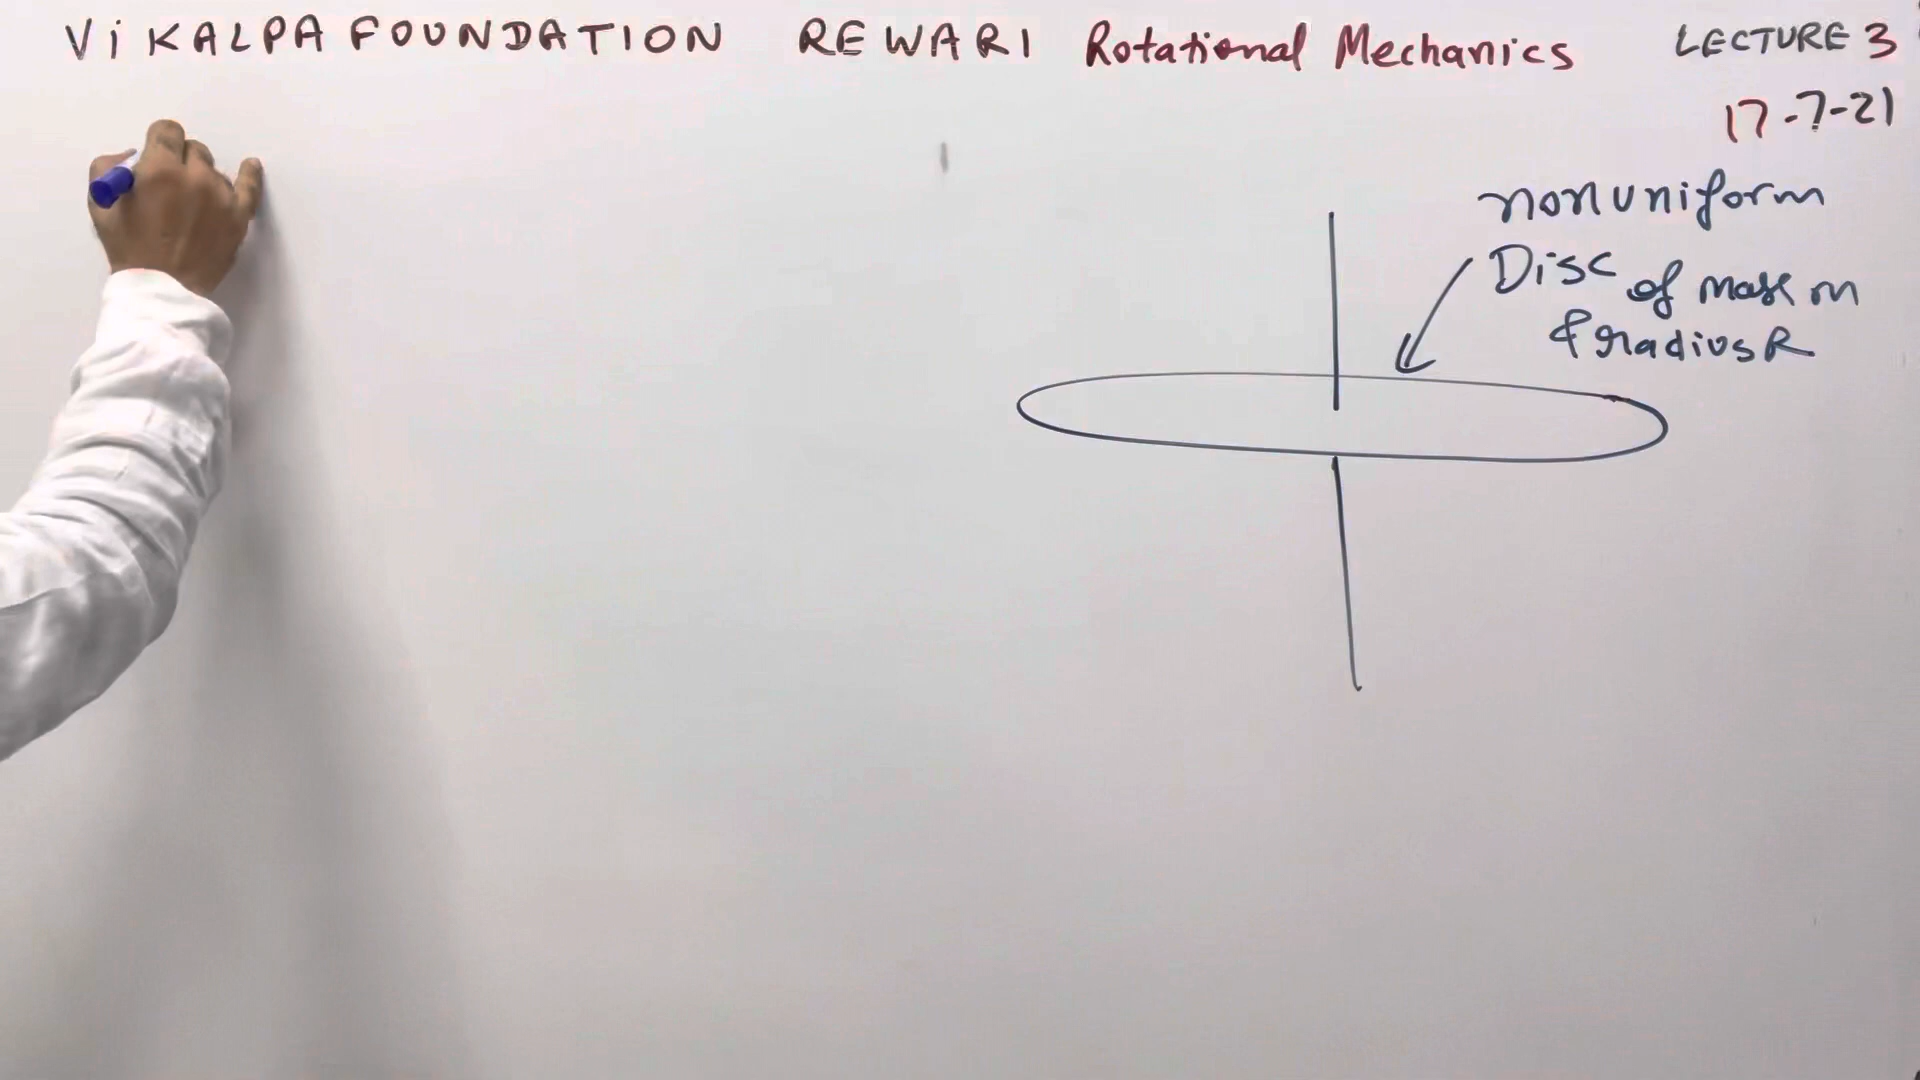 ViKALPA FOUNDATION REWARI Rotational Mechanics LECTURE 3
17-7-21
nonuniform
Disc of mass m
& radius R